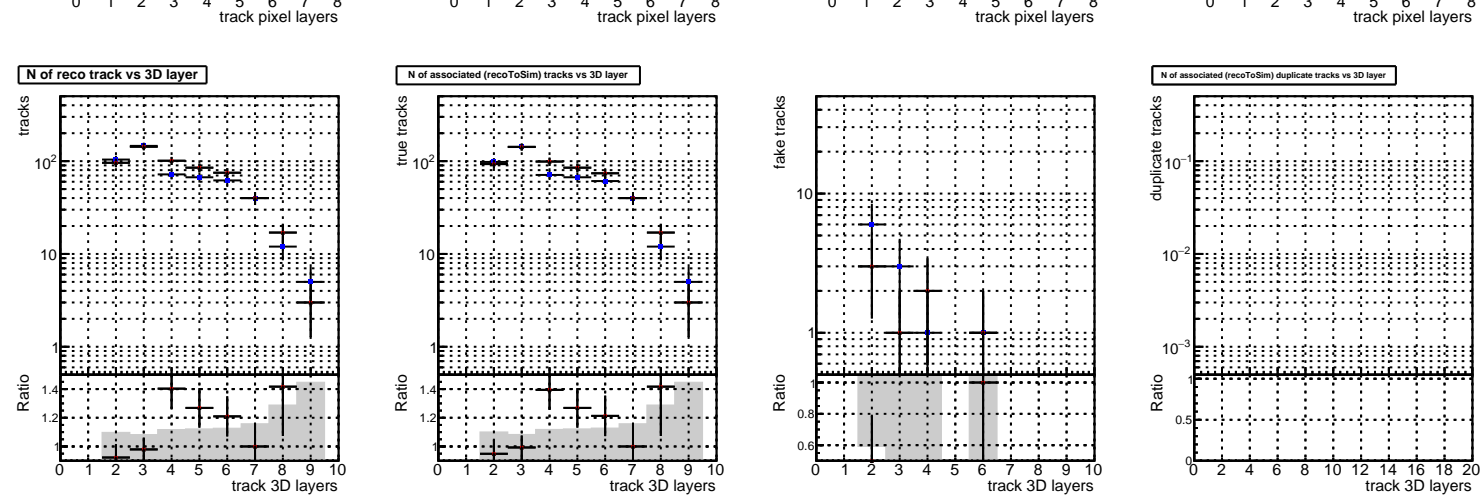 0 1 2 3 4 5 6 7 8
track pixel layers
0 1 2 3 4 5 6 7 8
track pixel layers
0 1 2 3 4 5 6 7 8
track pixel layers
0 1 2 3 4 5 6 7 8
track pixel layers
N of reco track vs 3D layer
tracks
10²
10
1
Ratio
1.4
1.2
1
0 1 2 3 4 5 6 7 8 9 10
track 3D layers
N of associated (recoToSim) tracks vs 3D layer
true tracks
10²
10
1
Ratio
1.4
1.2
1
0 1 2 3 4 5 6 7 8 9 10
track 3D layers
fake tracks
10
1
Ratio
1
0.8
0.6
0 1 2 3 4 5 6 7 8 9 10
track 3D layers
N of associated (recoToSim) duplicate tracks vs 3D layer
duplicate tracks
10⁻¹
10⁻²
10⁻³
Ratio
1
0.5
0
0 2 4 6 8 10 12 14 16 18 20
track 3D layers